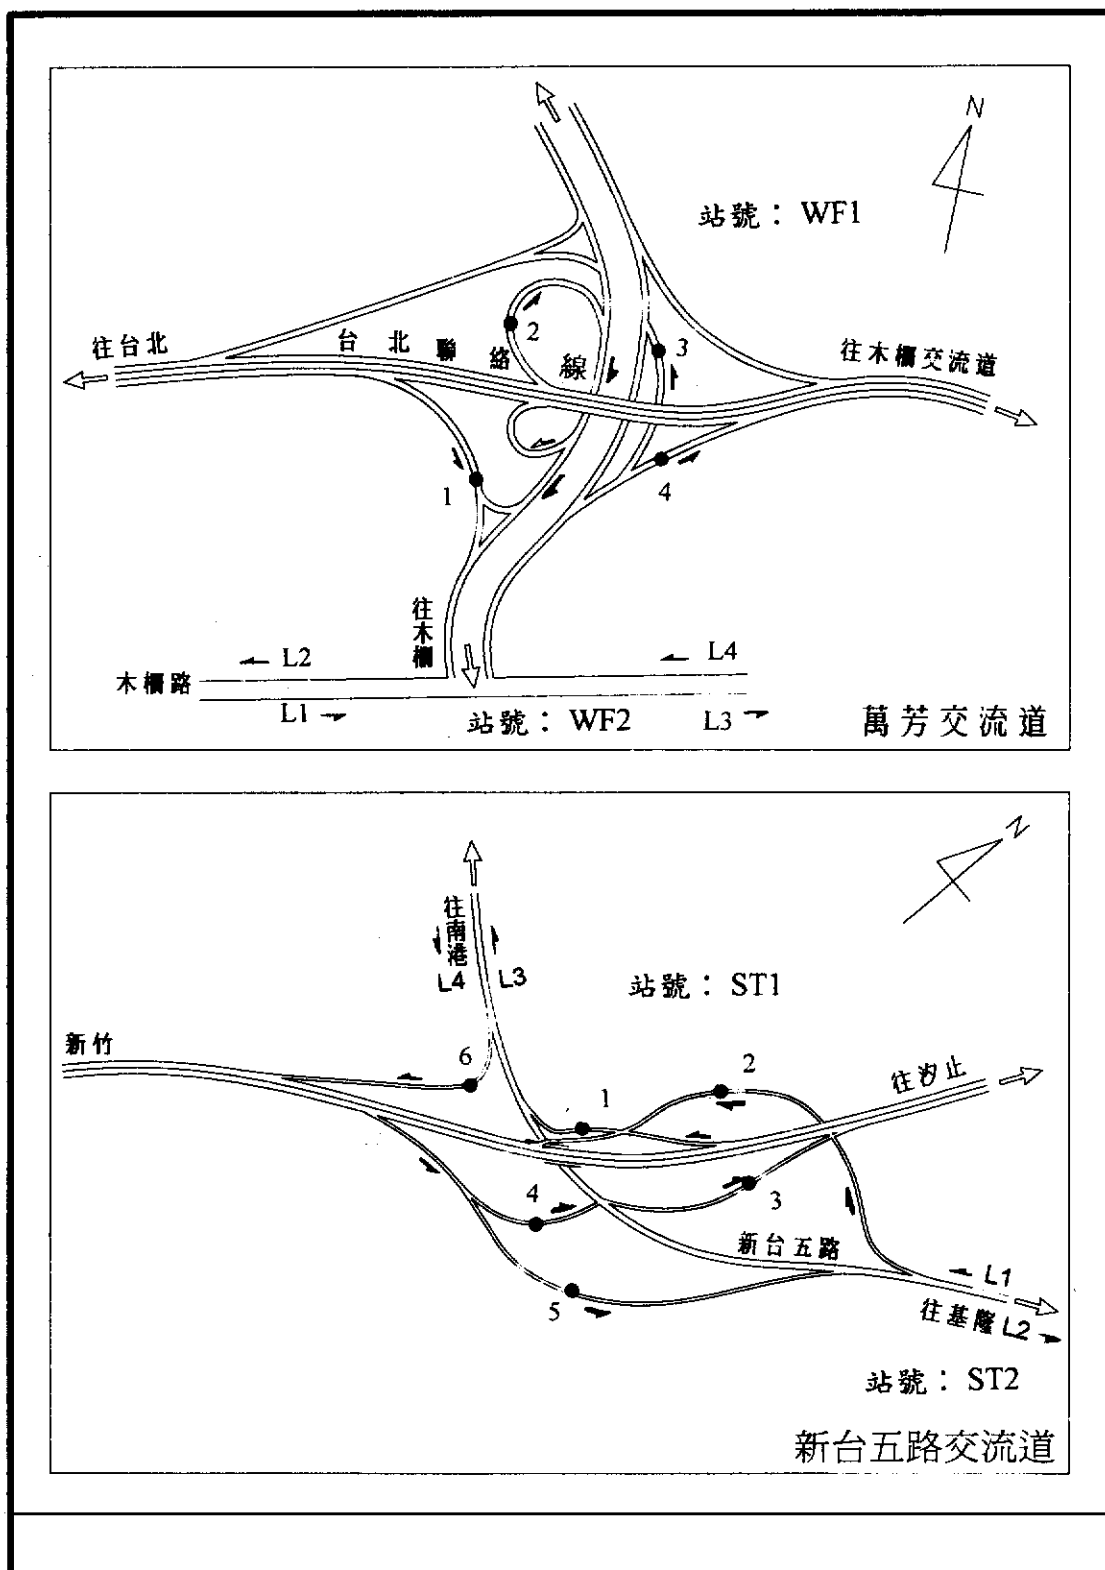 N
站號：WF1
往台北
台北聯絡線
往木柵交流道
2
3
1
4
往木柵
木柵路
L2
L4
L1
L3
站號：WF2
萬芳交流道
N
往南港
L4
L3
站號：ST1
新竹
6
1
2
往汐止
4
3
新台五路
5
L1
往基隆 L2
站號：ST2
新台五路交流道